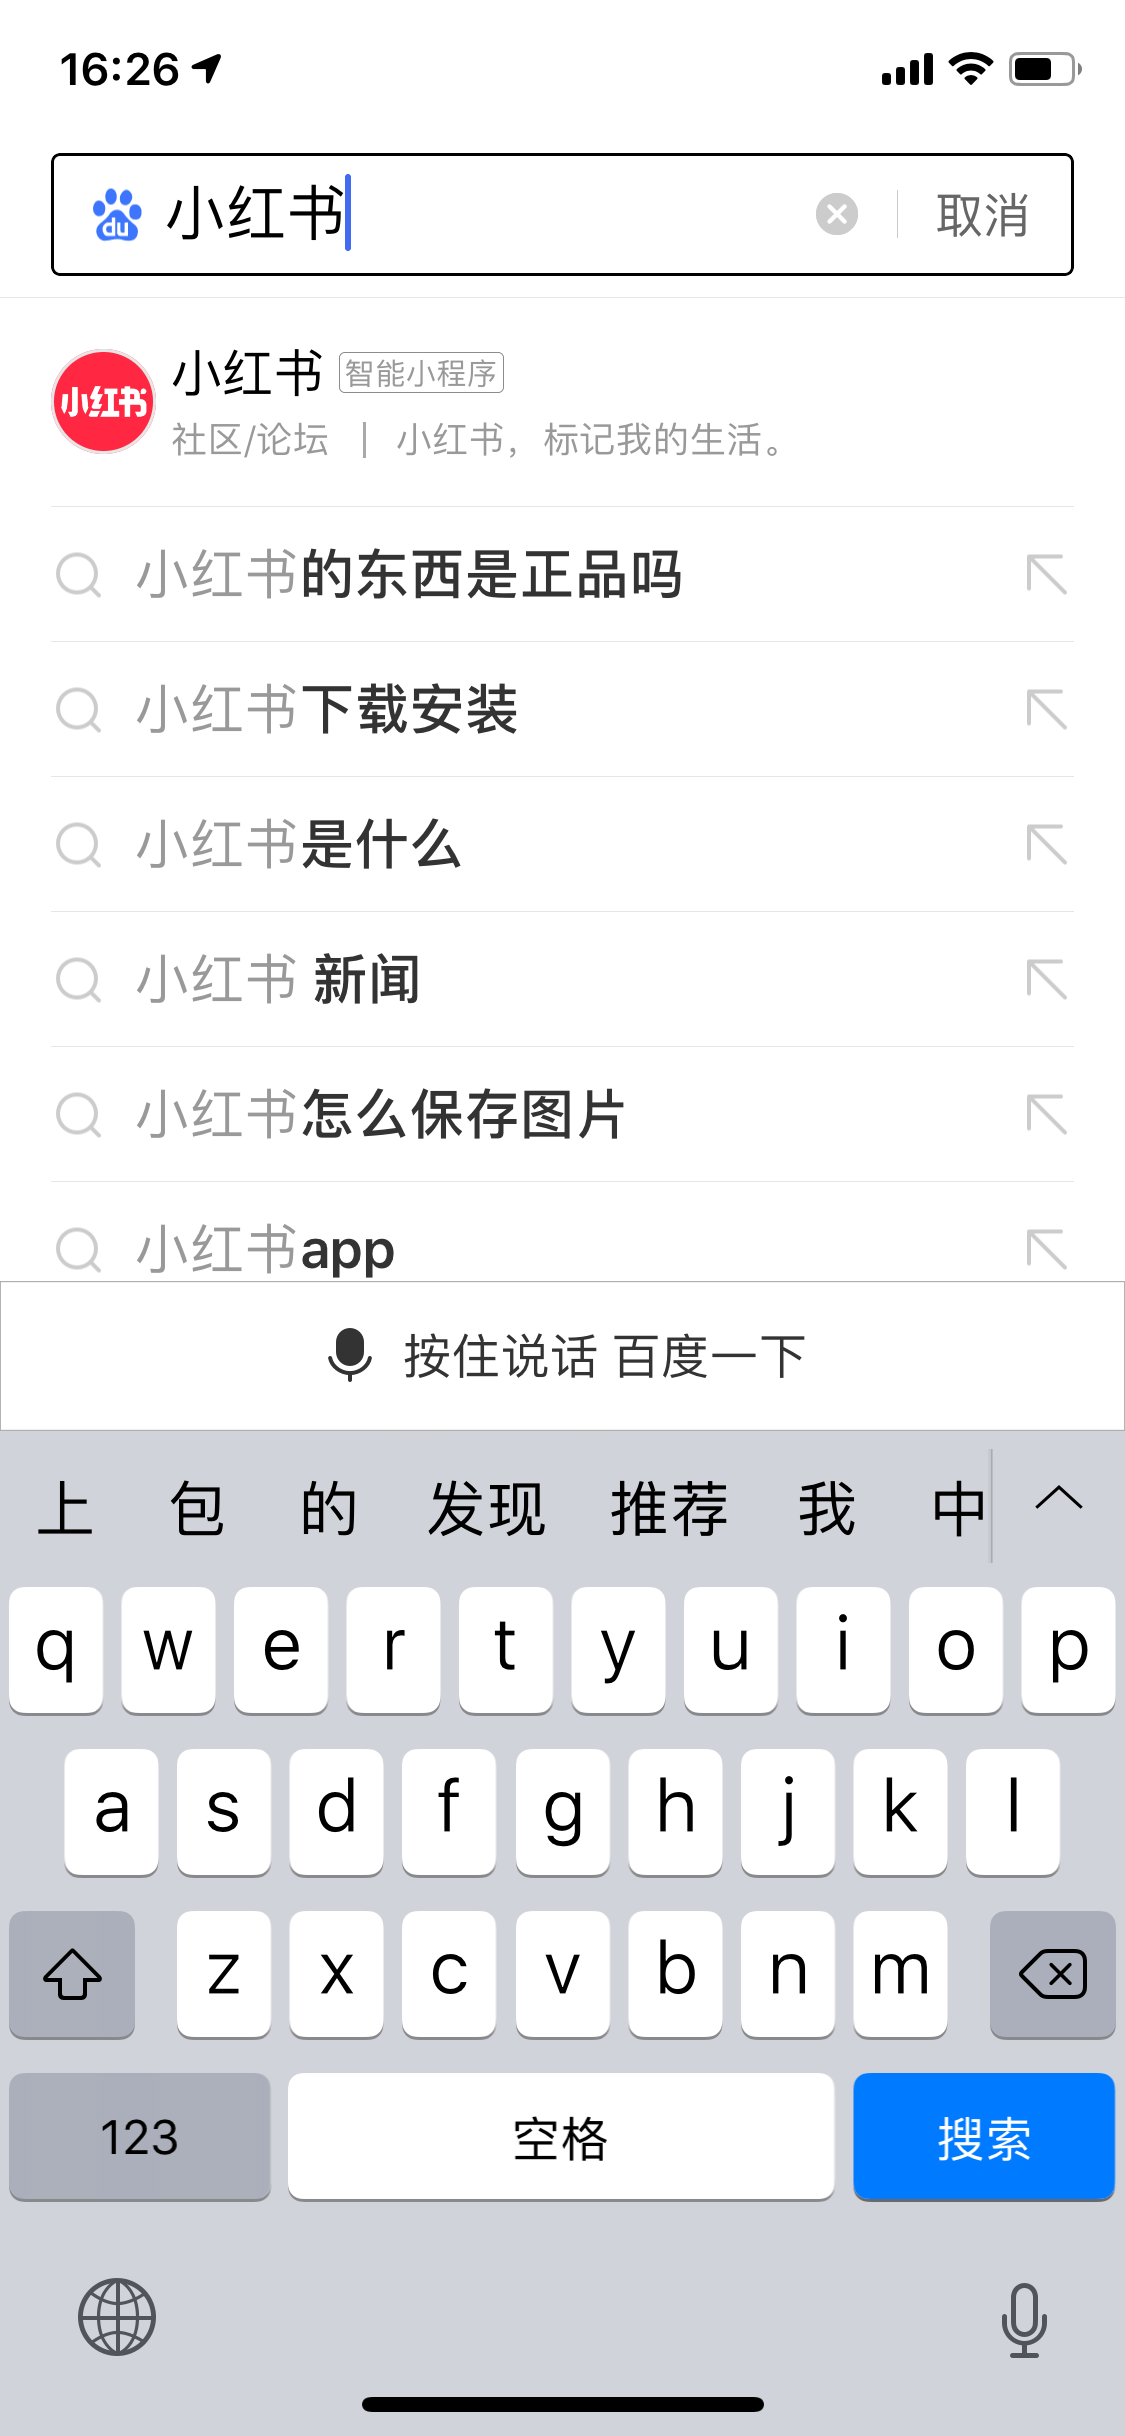 16:26
du 小红书 取消
小红书 小红书 智能小程序
社区/论坛 | 小红书，标记我的生活。
小红书的东西是正品吗
小红书下载安装
小红书是什么
小红书 新闻
小红书怎么保存图片
小红书app
按住说话 百度一下
上 包 的 发现 推荐 我 中
q w e r t y u i o p
a s d f g h j k l
z x c v b n m
123 空格 搜索